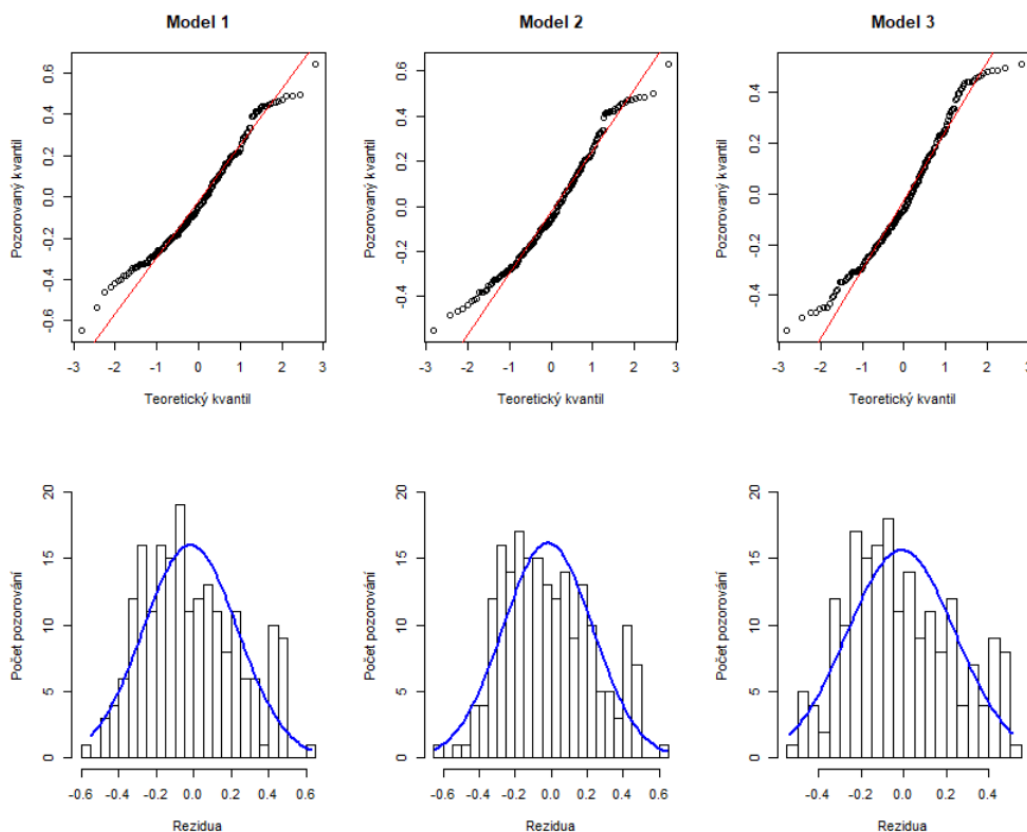 Model 1
Model 2
Model 3
Pozorovaný kvantil
-0.6 -0.4 -0.2 0.0 0.2 0.4 0.6
-3 -2 -1 0 1 2 3
Teoretický kvantil
Pozorovaný kvantil
-0.4 -0.2 0.0 0.2 0.4 0.6
-3 -2 -1 0 1 2 3
Teoretický kvantil
Pozorovaný kvantil
-0.4 -0.2 0.0 0.2 0.4
-3 -2 -1 0 1 2 3
Teoretický kvantil
Počet pozorování
0 5 10 15 20
-0.6 -0.4 -0.2 0.0 0.2 0.4 0.6
Rezidua
Počet pozorování
0 5 10 15 20
-0.6 -0.4 -0.2 0.0 0.2 0.4 0.6
Rezidua
Počet pozorování
0 5 10 15 20
-0.4 -0.2 0.0 0.2 0.4
Rezidua